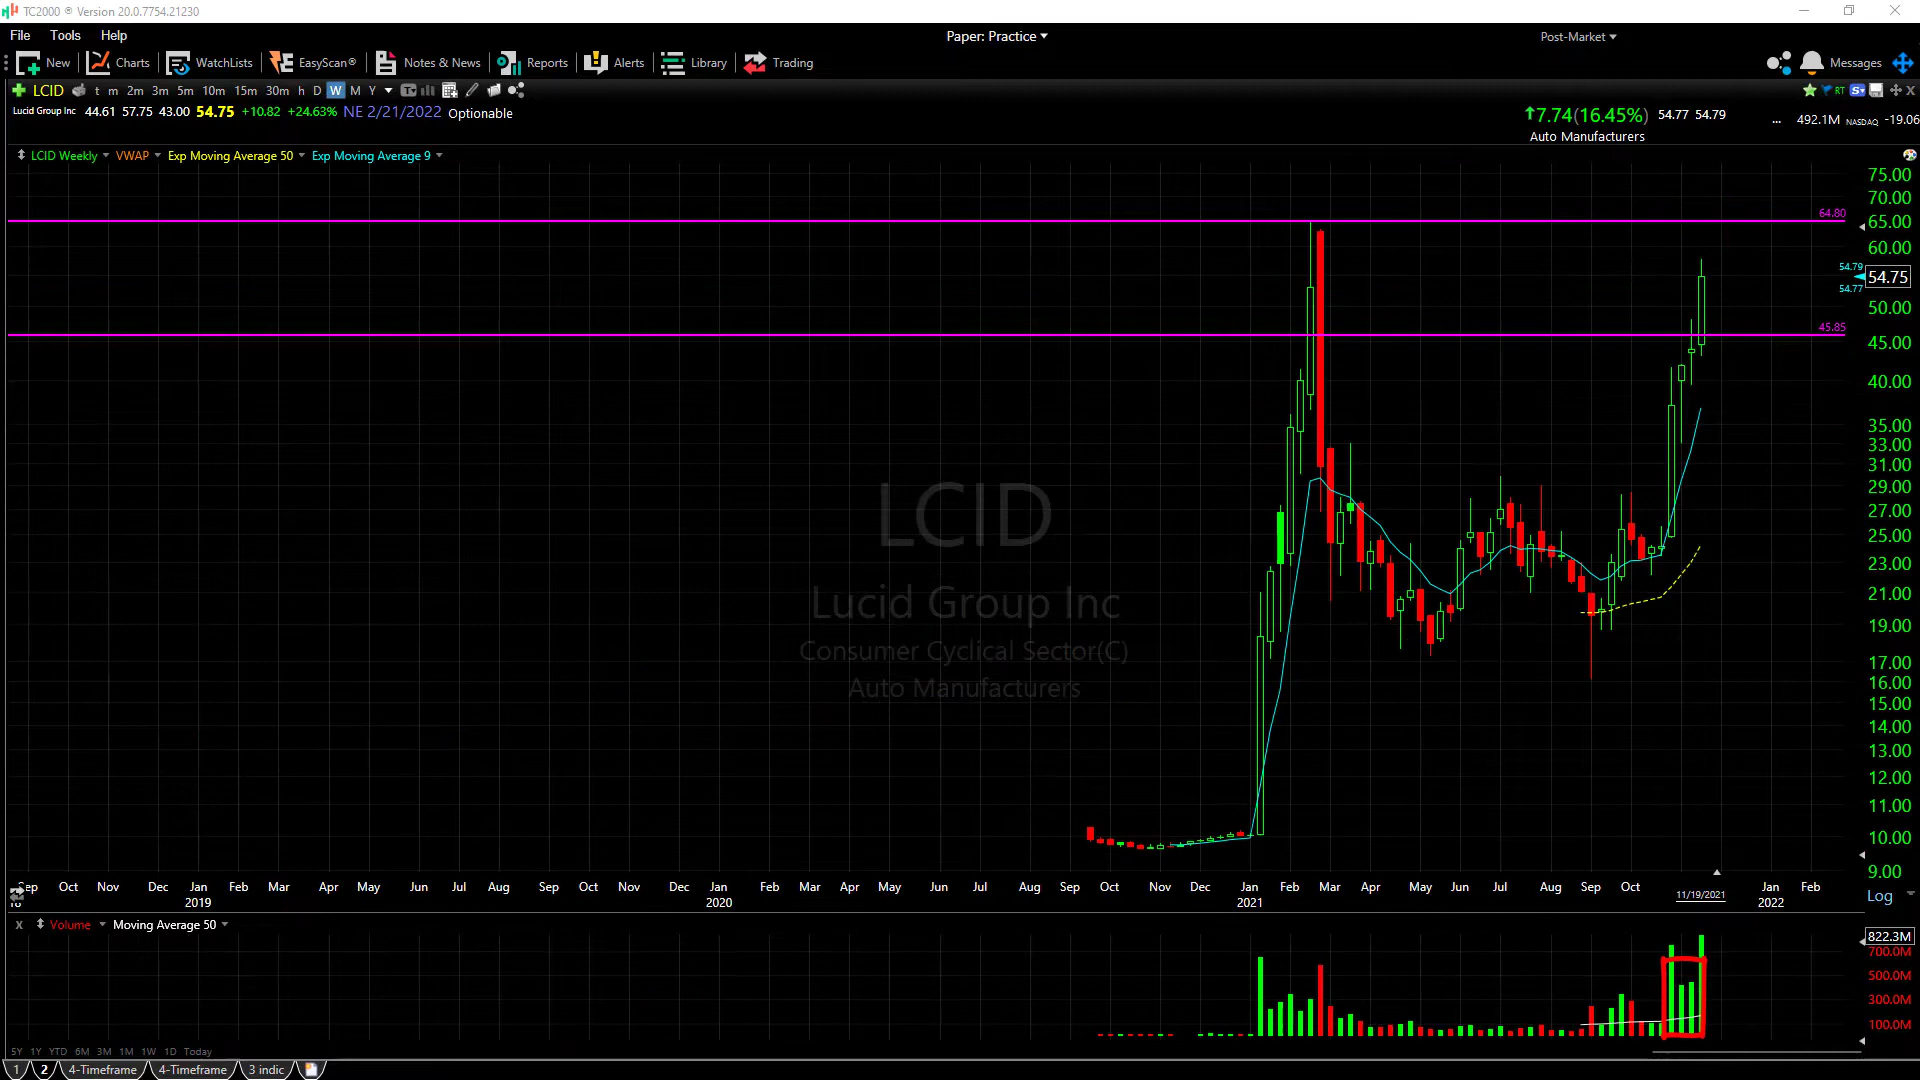 TC2000 ® Version 20.0.7754.21230
File Tools Help
Paper: Practice
Post-Market
New Charts WatchLists EasyScan® Notes & News Reports Alerts Library Trading
Messages
LCID t m 2m 3m 5m 10m 15m 30m h D W M Y
RT
Lucid Group Inc 44.61 57.75 43.00 54.75 +10.82 +24.63% NE 2/21/2022 Optionable
7.74(16.45%) 54.77 54.79 ... 492.1M NASDAQ -19.06
Auto Manufacturers
LCID Weekly VWAP Exp Moving Average 50 Exp Moving Average 9
75.00
70.00
64.80
65.00
60.00
54.79
54.75
54.77
50.00
45.85
45.00
40.00
35.00
33.00
31.00
29.00
27.00
25.00
23.00
21.00
19.00
17.00
16.00
15.00
14.00
13.00
12.00
11.00
10.00
9.00
LCID
Lucid Group Inc
Consumer Cyclical Sector(C)
Auto Manufacturers
Oct Nov Dec Jan Feb Mar Apr May Jun Jul Aug Sep Oct Nov Dec Jan Feb Mar Apr May Jun Jul Aug Sep Oct Nov Dec Jan Feb Mar Apr May Jun Jul Aug Sep Oct Jan Feb
2019 2020 2021 11/19/2021 2022
Log
X Volume Moving Average 50
822.3M
700.0M
500.0M
300.0M
100.0M
5Y 1Y YTD 6M 3M 1M 1W 1D Today
1 2 4-Timeframe 4-Timeframe 3 indic